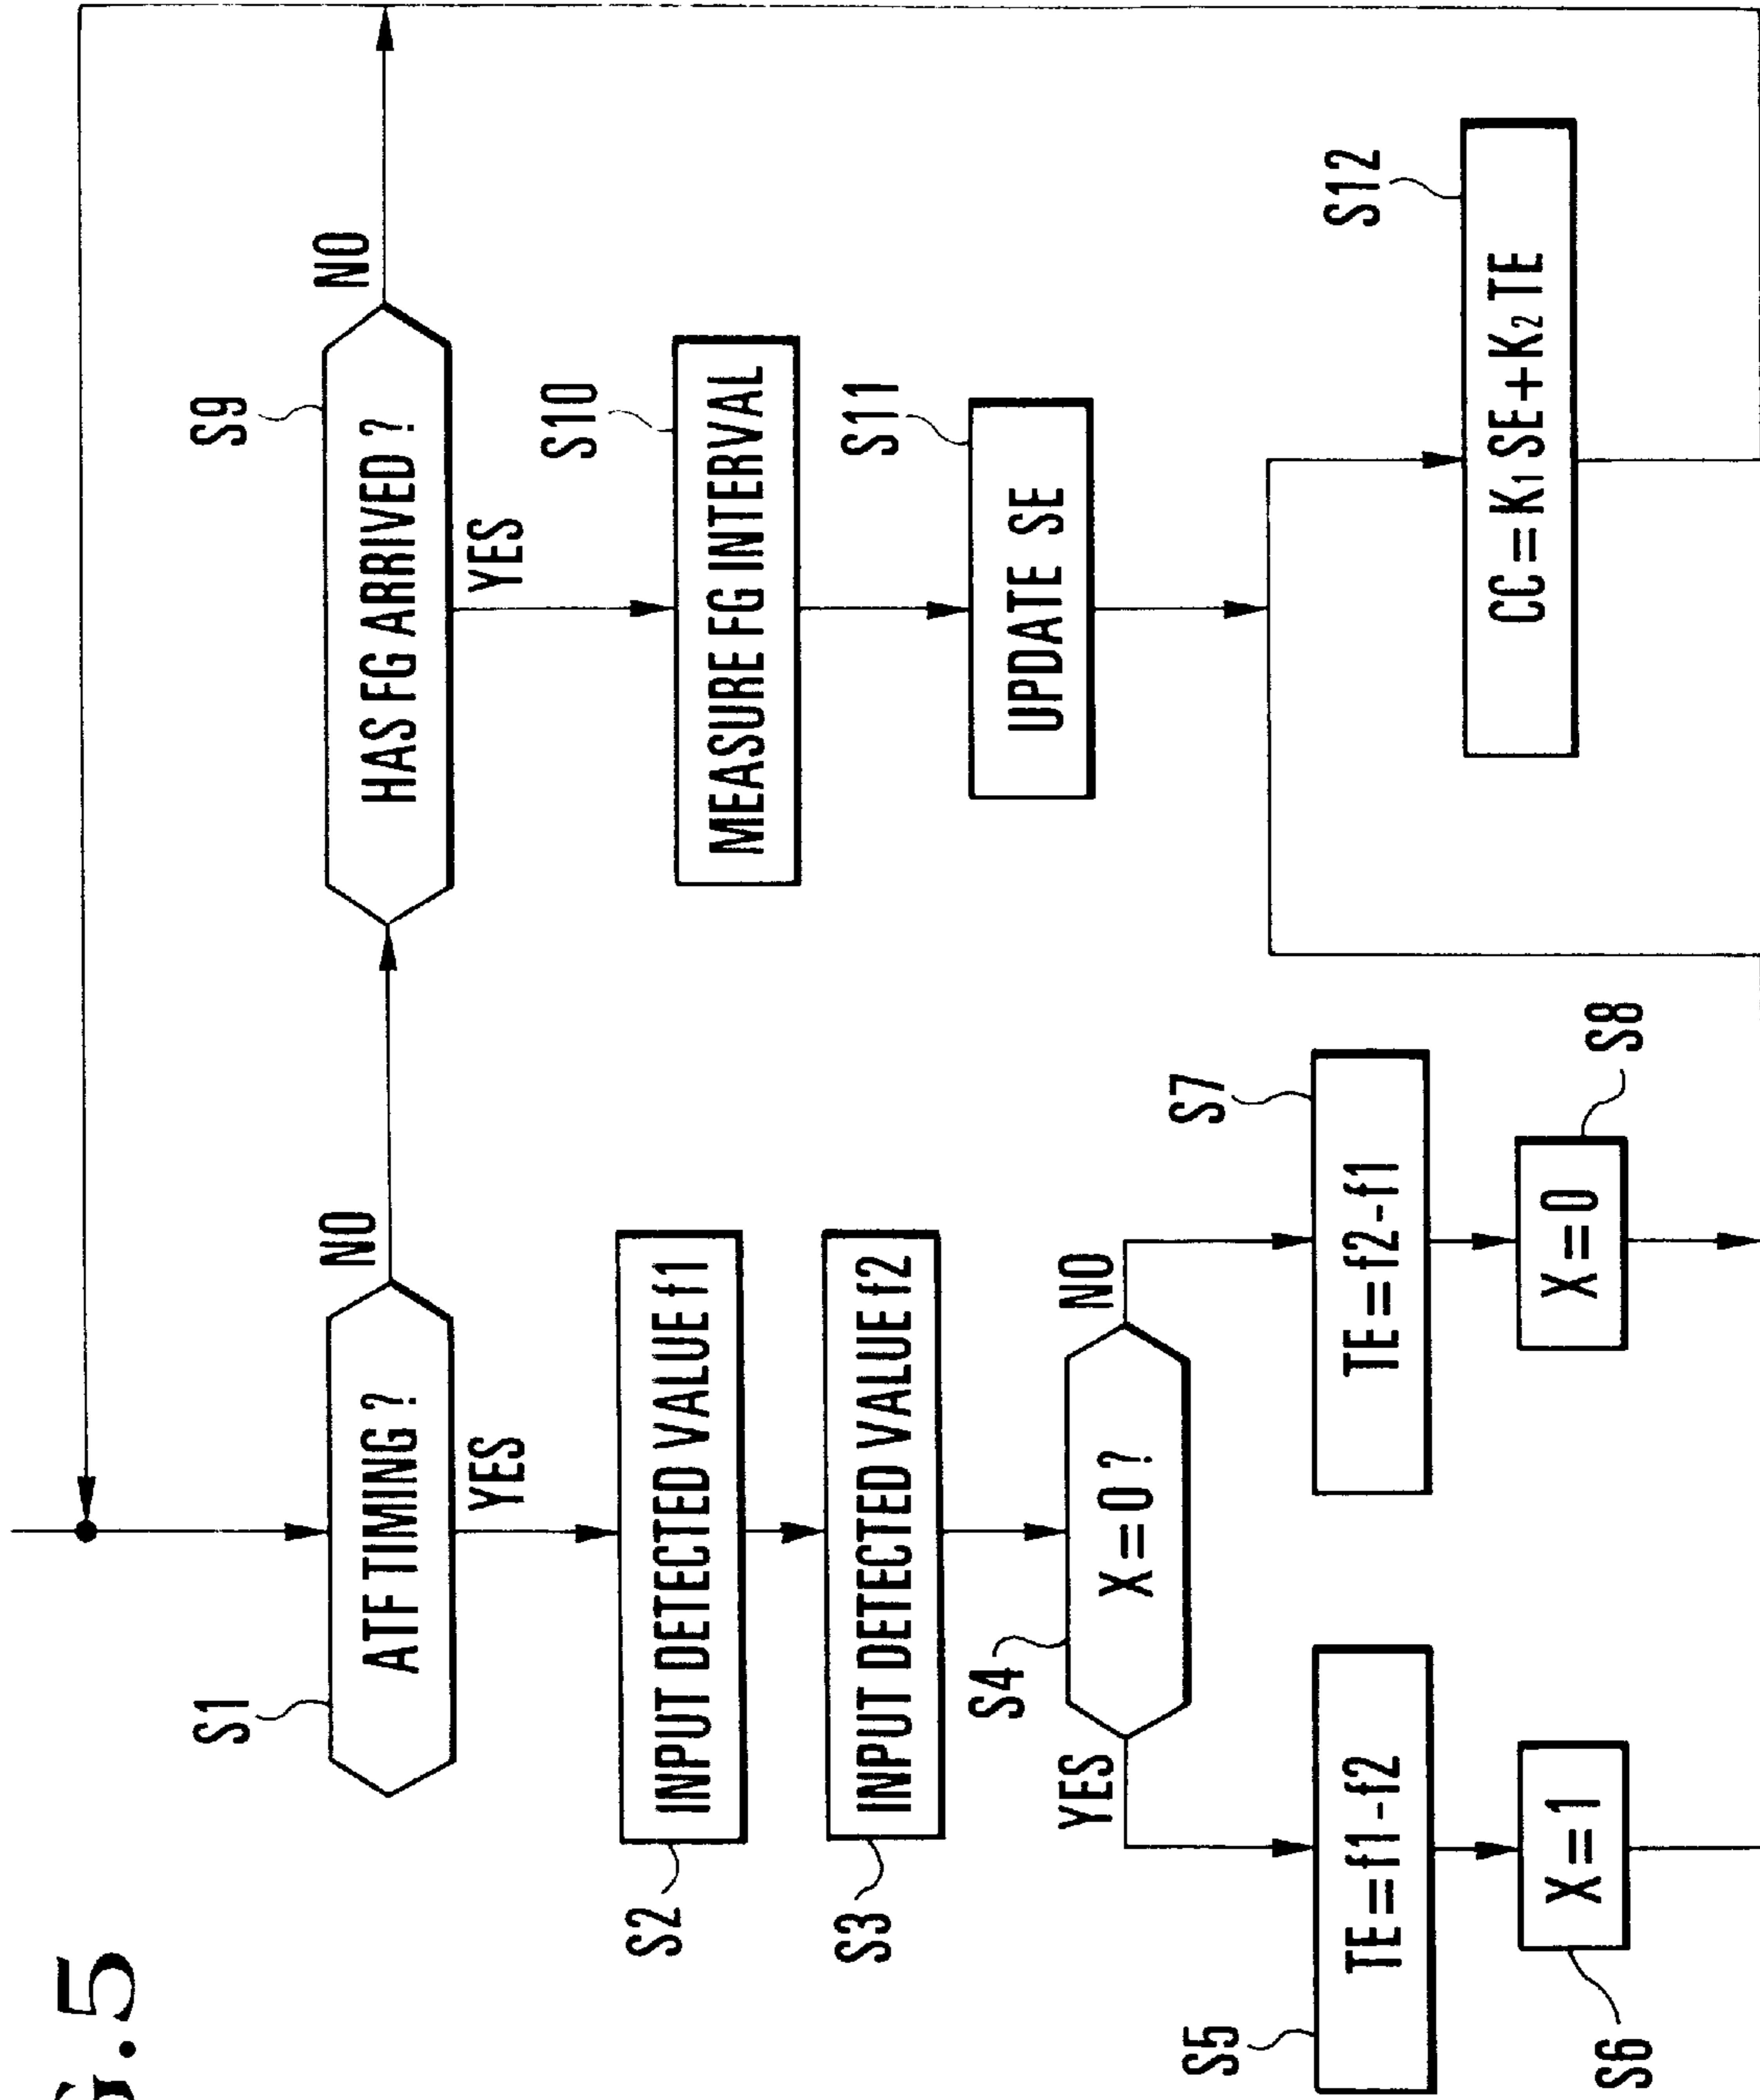 G.5
S1
ATF TIMING ?
NO
YES
S2
INPUT DETECTED VALUE f1
S3
INPUT DETECTED VALUE f2
S4
X = 0 ?
YES
NO
S5
TE = f1 - f2
S6
X = 1
S7
TE = f2 - f1
S8
X = 0
S9
HAS FG ARRIVED ?
NO
YES
S10
MEASURE FG INTERVAL
S11
UPDATE SE
S12
CC = K₁ SE + K₂ TE